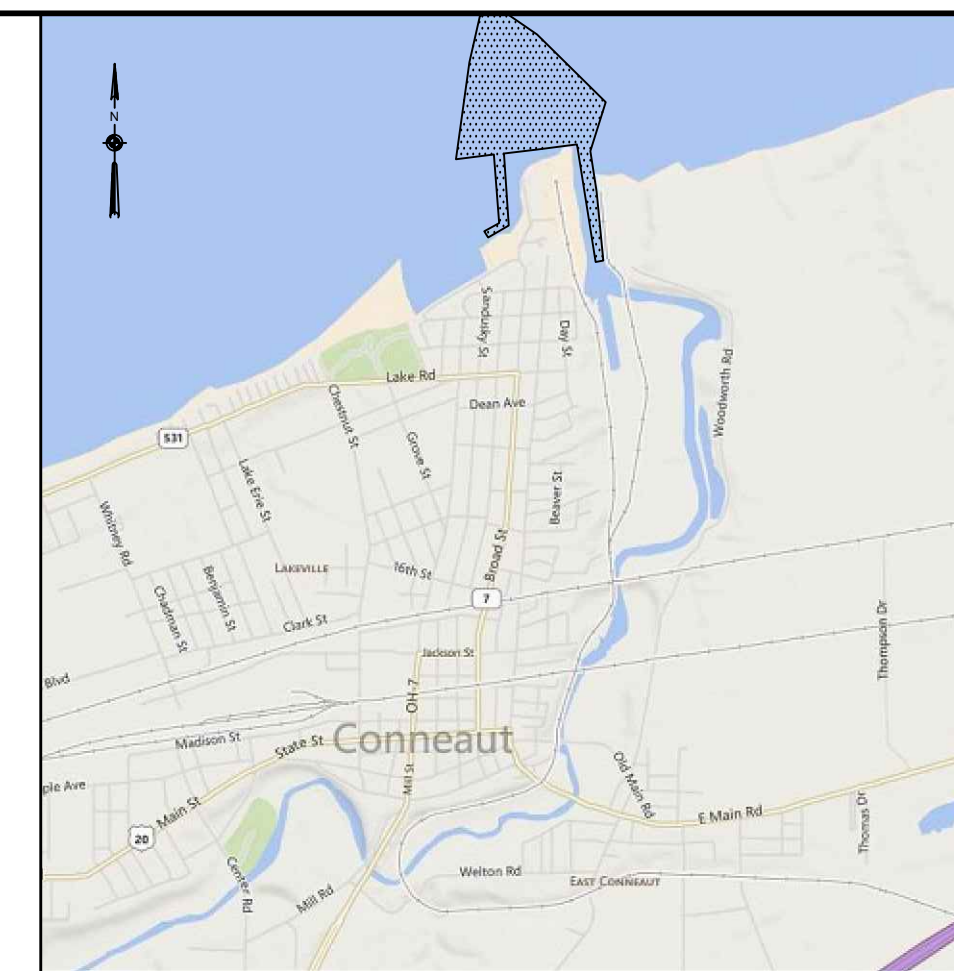 N
Sandusky St
Day St
Woodworth Rd
Lake Rd
Dean Ave
Chestnut St
Grove St
531
Lake Erie St
Beaver St
Whitney Rd
Broad St
LAKEVILLE
16th St
Benjamin St
Chadman St
7
Clark St
Thompson Dr
Jackson St
Blvd
OH-7
Madison St
State St
Conneaut
Old Main Rd
Mill St
ple Ave
Main St
E Main Rd
Thomas Dr
20
Center Rd
Welton Rd
EAST CONNEAUT
Mill Rd